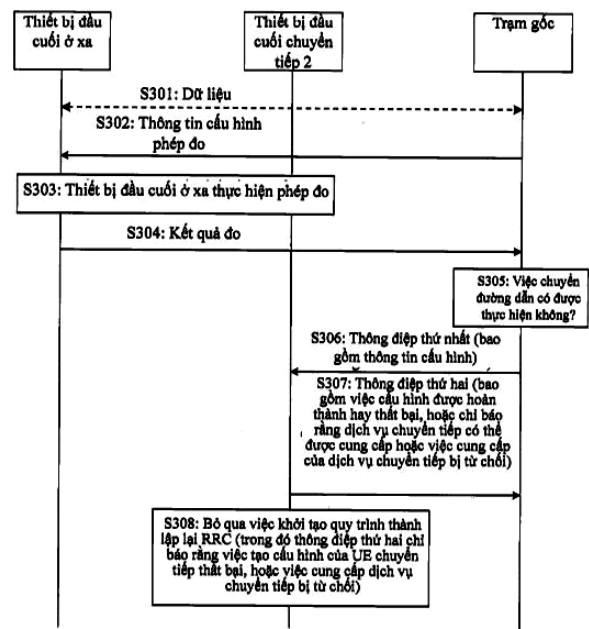 Thiết bị đầu
cuối ở xa
Thiết bị đầu
cuối chuyển
tiếp 2
Trạm gốc
S301: Dữ liệu
S302: Thông tin cấu hình
phép đo
S303: Thiết bị đầu cuối ở xa thực hiện phép đo
S304: Kết quả đo
S305: Việc chuyển
đường dẫn có được
thực hiện không?
S306: Thông điệp thứ nhất (bao
gồm thông tin cấu hình)
S307: Thông điệp thứ hai (bao
gồm việc cấu hình được hoàn
thành hay thất bại, hoặc chỉ báo
rằng dịch vụ chuyển tiếp có thể
được cung cấp hoặc việc cung cấp
của dịch vụ chuyển tiếp bị từ chối)
S308: Bỏ qua việc khởi tạo quy trình thành
lập lại RRC (trong đó thông điệp thứ hai chỉ
báo rằng việc tạo cấu hình của UE chuyển
tiếp thất bại, hoặc việc cung cấp dịch vụ
chuyển tiếp bị từ chối)